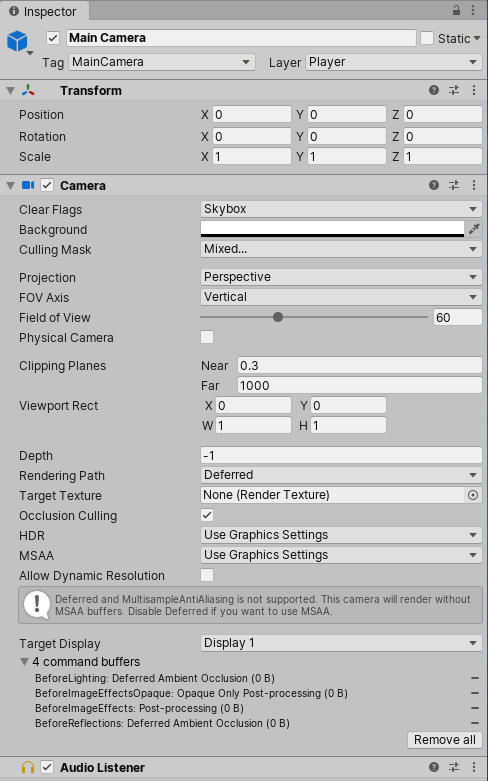 Inspector
Main Camera Static
Tag MainCamera Layer Player
Transform
Position X 0 Y 0 Z 0
Rotation X 0 Y 0 Z 0
Scale X 1 Y 1 Z 1
Camera
Clear Flags Skybox
Background
Culling Mask Mixed...
Projection Perspective
FOV Axis Vertical
Field of View 60
Physical Camera
Clipping Planes Near 0.3
Far 1000
Viewport Rect X 0 Y 0
W 1 H 1
Depth -1
Rendering Path Deferred
Target Texture None (Render Texture)
Occlusion Culling
HDR Use Graphics Settings
MSAA Use Graphics Settings
Allow Dynamic Resolution
Deferred and MultisampleAntiAliasing is not supported. This camera will render without
MSAA buffers. Disable Deferred if you want to use MSAA.
Target Display Display 1
4 command buffers
BeforeLighting: Deferred Ambient Occlusion (0 B)
BeforeImageEffectsOpaque: Opaque Only Post-processing (0 B)
BeforeImageEffects: Post-processing (0 B)
BeforeReflections: Deferred Ambient Occlusion (0 B)
Remove all
Audio Listener